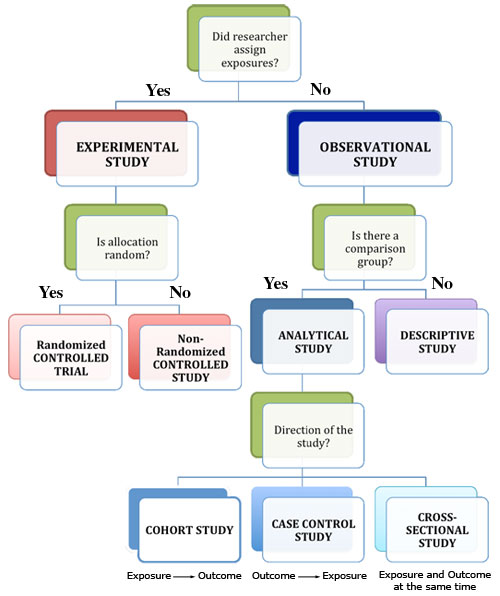 Did researcher
assign
exposures?
Yes
No
EXPERIMENTAL
STUDY
OBSERVATIONAL
STUDY
Is allocation
random?
Is there a
comparison
group?
Yes
No
Yes
No
Randomized
CONTROLLED
TRIAL
Non-
Randomized
CONTROLLED
STUDY
ANALYTICAL
STUDY
DESCRIPTIVE
STUDY
Direction of the
study?
COHORT STUDY
CASE CONTROL
STUDY
CROSS-
SECTIONAL
STUDY
Exposure → Outcome
Outcome → Exposure
Exposure and Outcome
at the same time